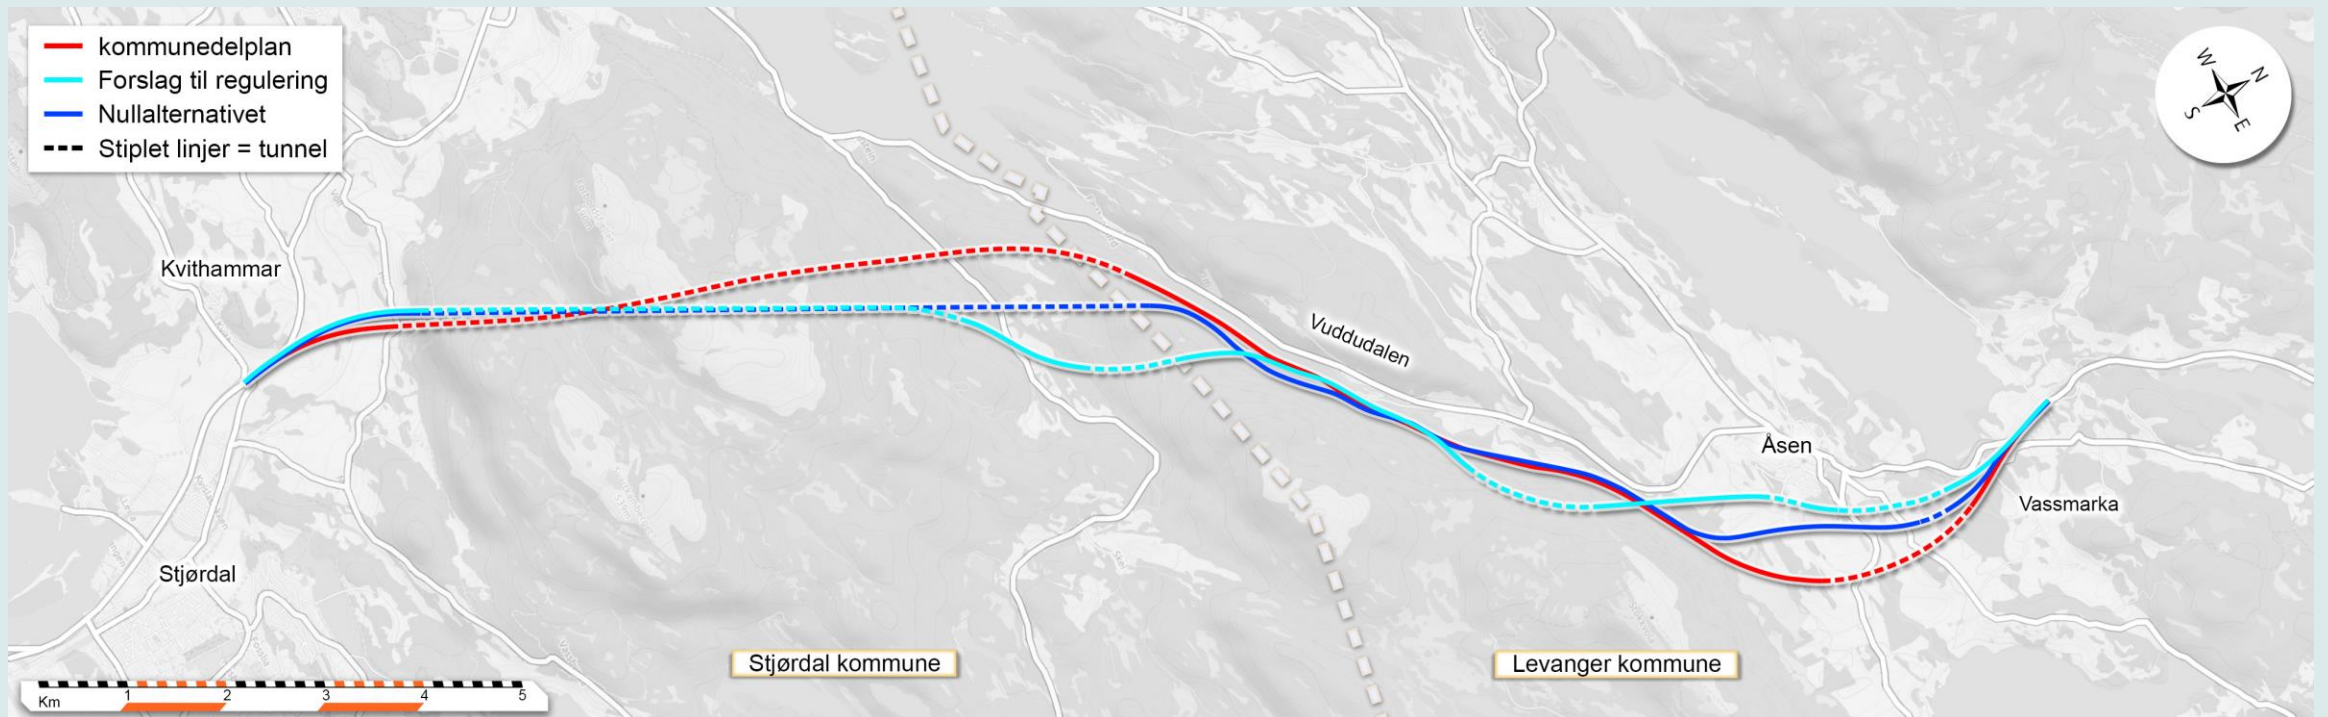 kommunedelplan
Forslag til regulering
Nullalternativet
Stiplet linjer = tunnel
W
N
S
E
Kvithammar
Vuddudalen
Åsen
Vassmarka
Stjørdal
Stjørdal kommune
Levanger kommune
Km
1
2
3
4
5